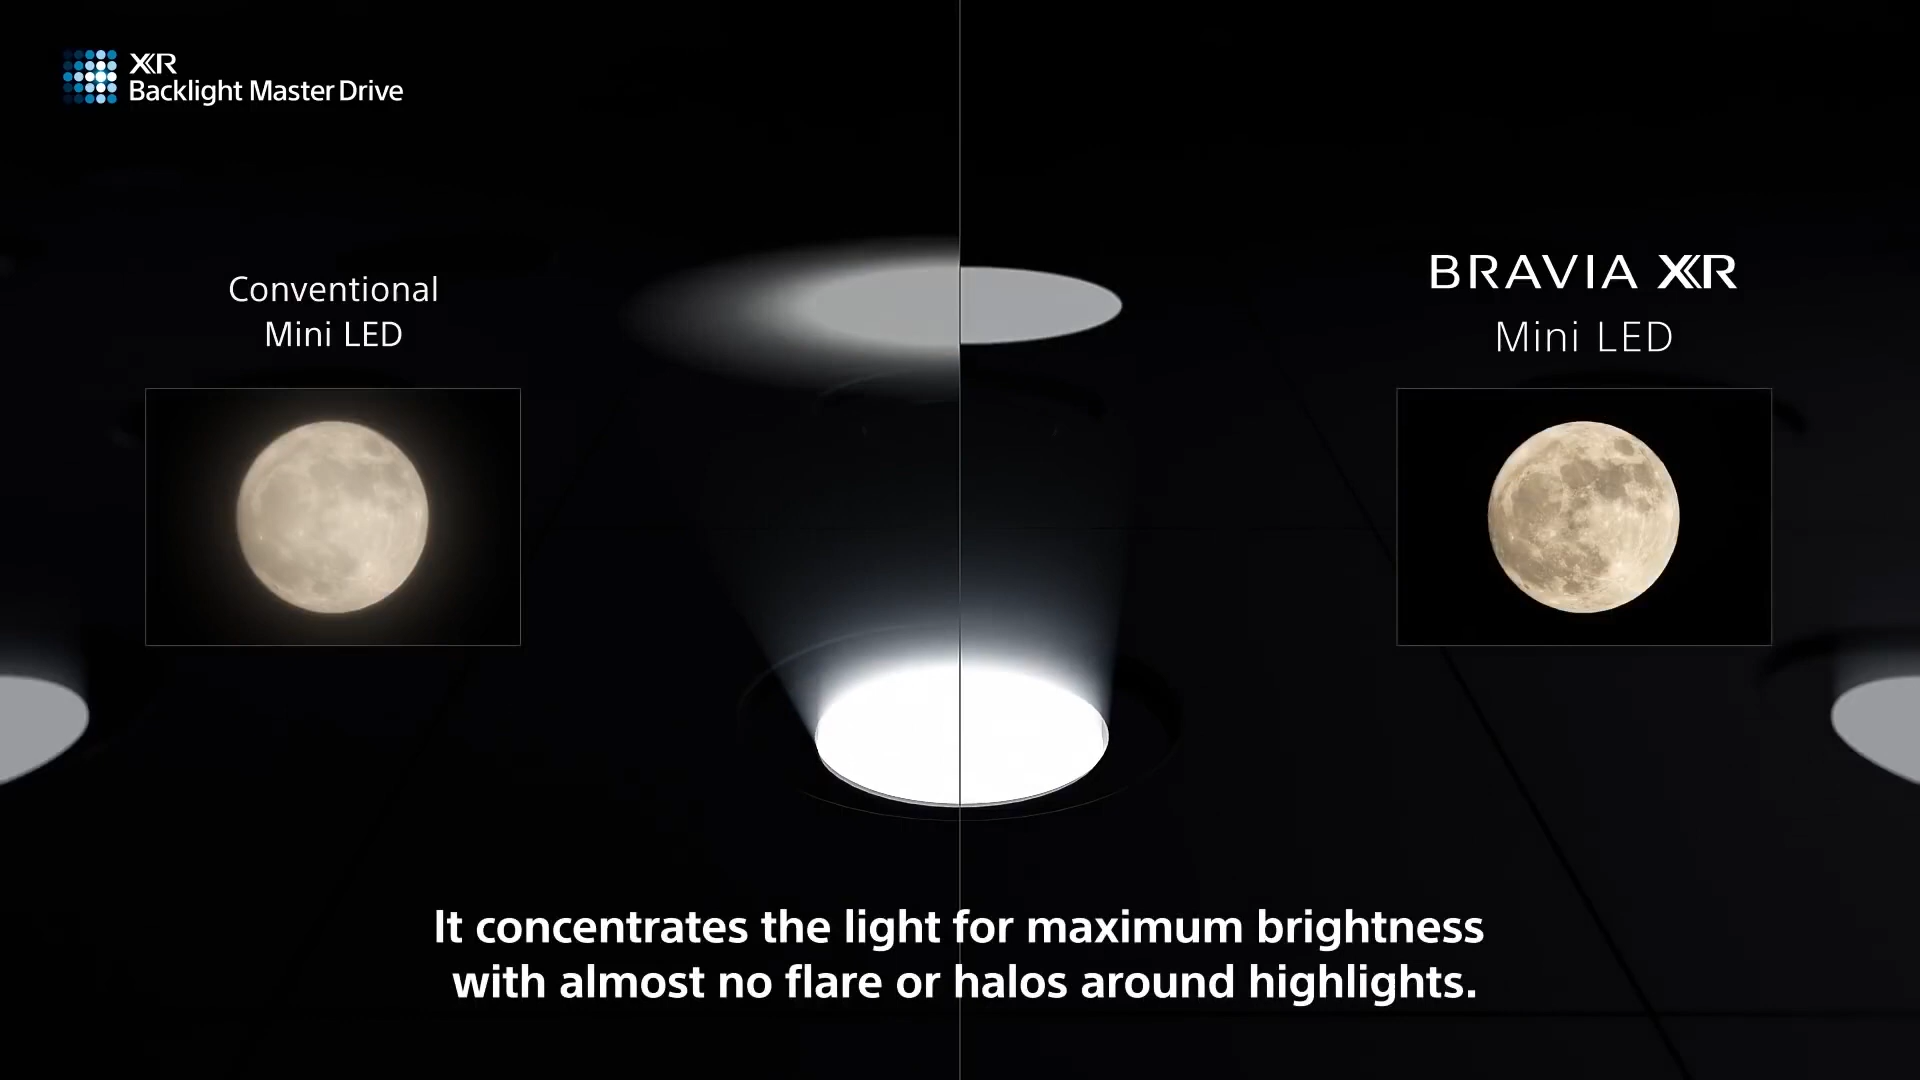 XR
Backlight Master Drive
Conventional
Mini LED
BRAVIA XR
Mini LED
It concentrates the light for maximum brightness
with almost no flare or halos around highlights.